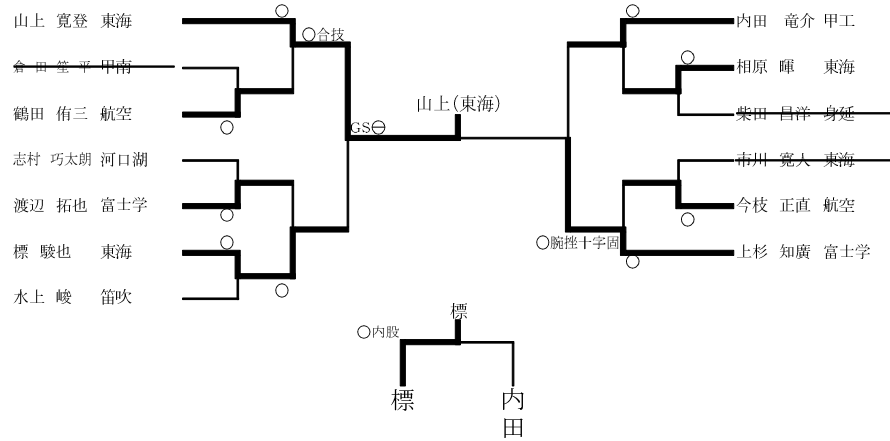 山上 寛登 東海
倉田 笙平 甲南
鶴田 侑三 航空
志村 巧太朗 河口湖
渡辺 拓也 富士学
標 駿也 東海
水上 峻 笛吹
○合技
GS⊖
山上(東海)
内田 竜介 甲工
相原 暉 東海
柴田 昌洋 身延
市川 寛人 東海
今枝 正直 航空
上杉 知廣 富士学
○腕挫十字固
標
○内股
標
内田